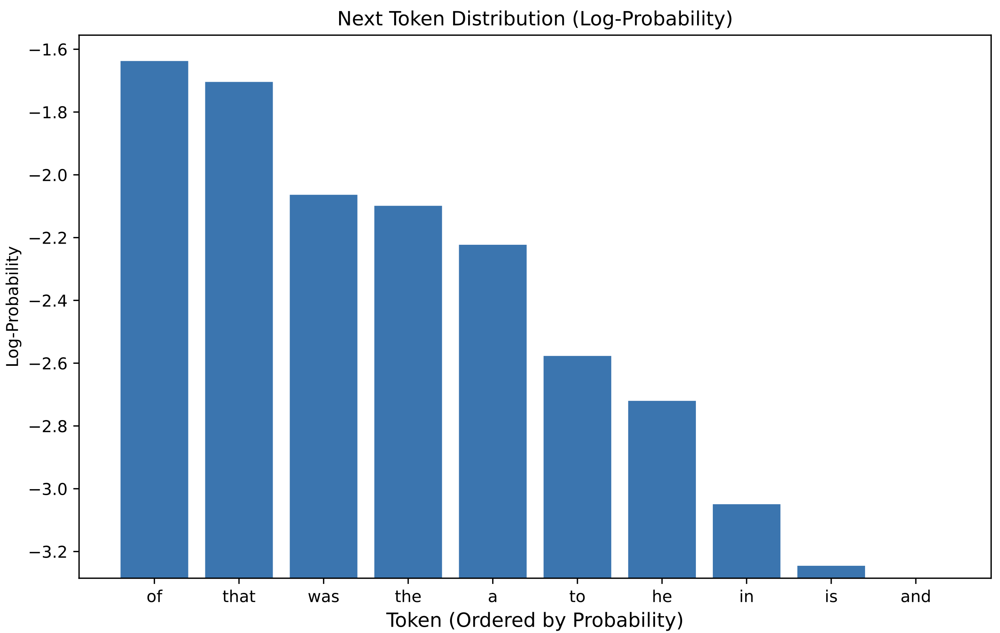 Next Token Distribution (Log-Probability)
−1.6
−1.8
−2.0
−2.2
−2.4
−2.6
−2.8
−3.0
−3.2
Log-Probability
of that was the a to he in is and
Token (Ordered by Probability)